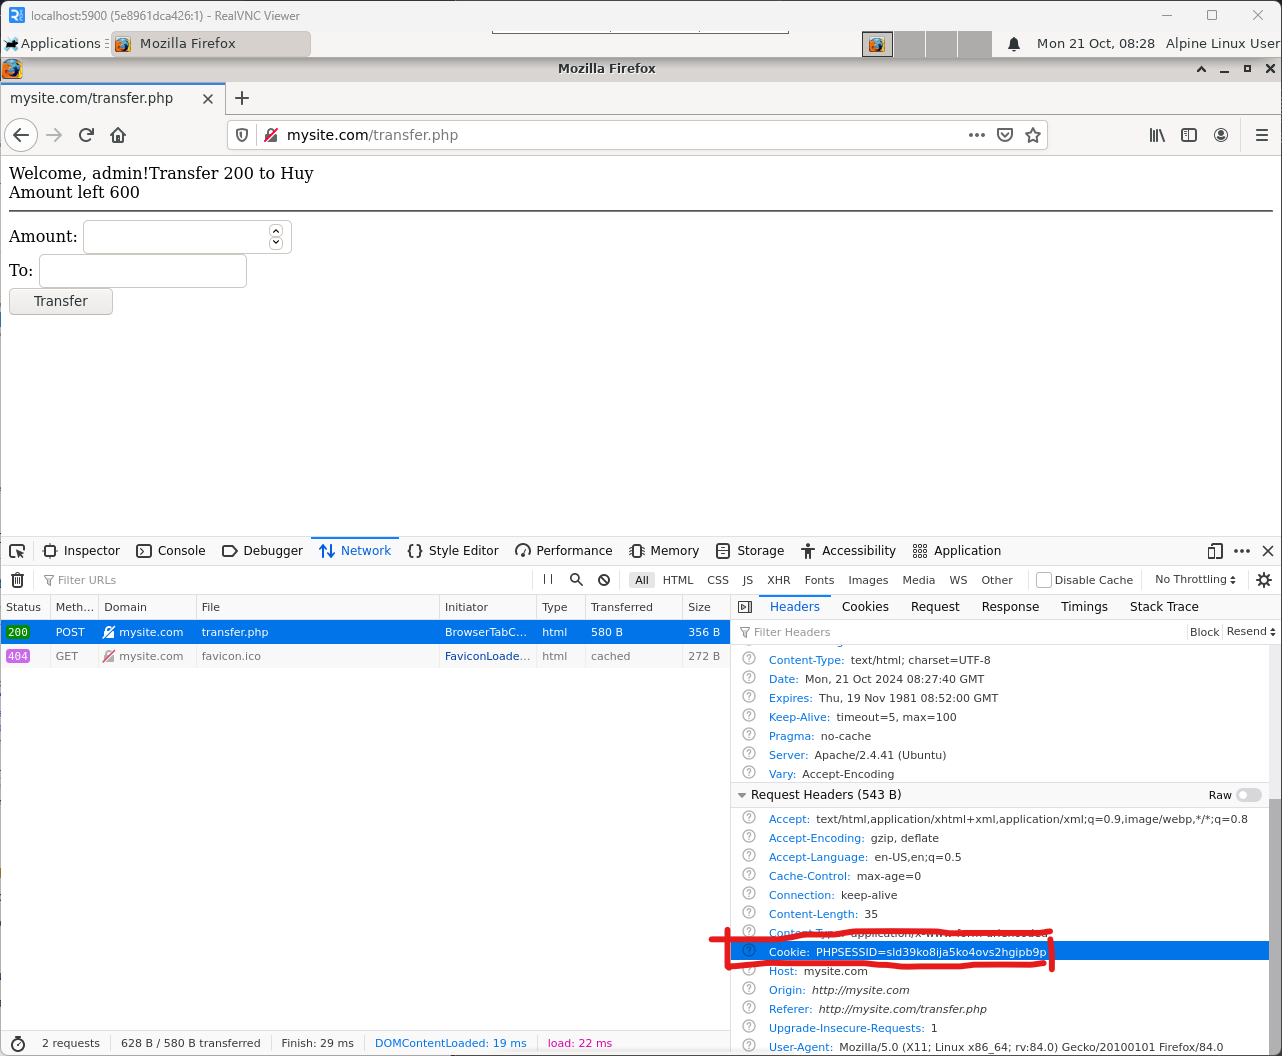 localhost:5900 (5e8961dca426:1) - RealVNC Viewer
Applications Mozilla Firefox Mon 21 Oct, 08:28 Alpine Linux User
Mozilla Firefox
mysite.com/transfer.php
mysite.com/transfer.php
Welcome, admin!Transfer 200 to Huy
Amount left 600
Amount:
To:
Transfer
Inspector Console Debugger Network Style Editor Performance Memory Storage Accessibility Application
Filter URLs All HTML CSS JS XHR Fonts Images Media WS Other Disable Cache No Throttling
Status Meth... Domain File Initiator Type Transferred Size
200 POST mysite.com transfer.php BrowserTabC... html 580 B 356 B
404 GET mysite.com favicon.ico FaviconLoade... html cached 272 B
Headers Cookies Request Response Timings Stack Trace
Filter Headers Block Resend
Content-Type: text/html; charset=UTF-8
Date: Mon, 21 Oct 2024 08:27:40 GMT
Expires: Thu, 19 Nov 1981 08:52:00 GMT
Keep-Alive: timeout=5, max=100
Pragma: no-cache
Server: Apache/2.4.41 (Ubuntu)
Vary: Accept-Encoding
Request Headers (543 B) Raw
Accept: text/html,application/xhtml+xml,application/xml;q=0.9,image/webp,*/*;q=0.8
Accept-Encoding: gzip, deflate
Accept-Language: en-US,en;q=0.5
Cache-Control: max-age=0
Connection: keep-alive
Content-Length: 35
Content-Type: application/x-www-form-urlencoded
Cookie: PHPSESSID=sld39ko8ija5ko4ovs2hgipb9p
Host: mysite.com
Origin: http://mysite.com
Referer: http://mysite.com/transfer.php
Upgrade-Insecure-Requests: 1
User-Agent: Mozilla/5.0 (X11; Linux x86_64; rv:84.0) Gecko/20100101 Firefox/84.0
2 requests 628 B / 580 B transferred Finish: 29 ms DOMContentLoaded: 19 ms load: 22 ms